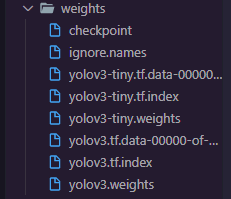 weights
checkpoint
ignore.names
yolov3-tiny.tf.data-00000...
yolov3-tiny.tf.index
yolov3-tiny.weights
yolov3.tf.data-00000-of-...
yolov3.tf.index
yolov3.weights